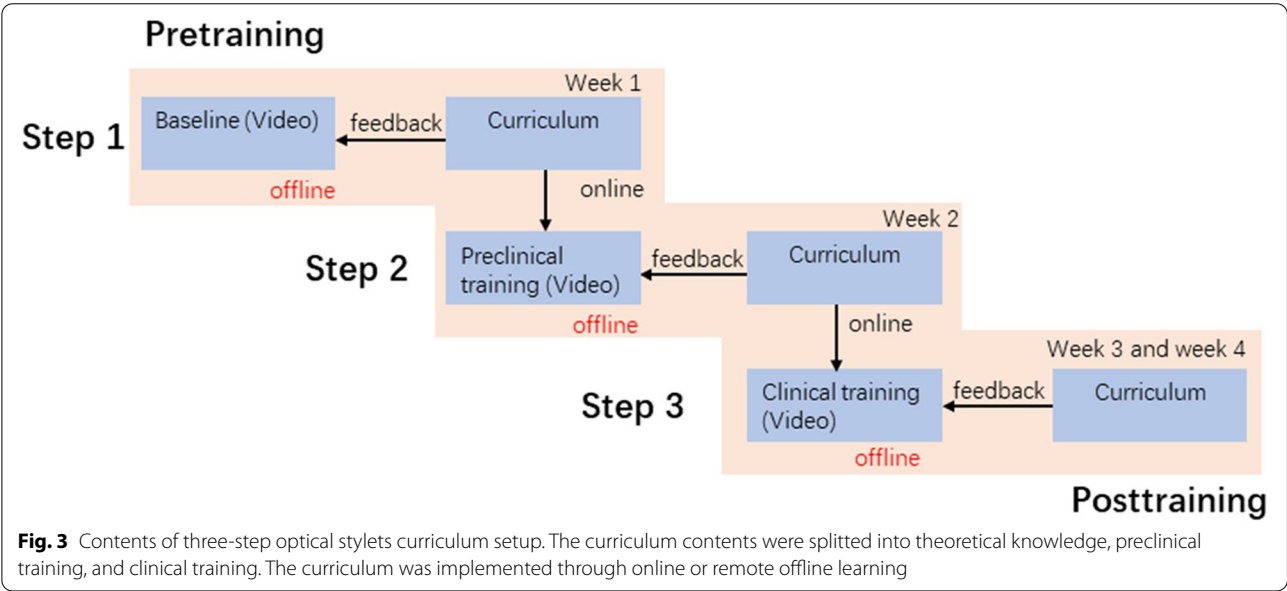 Pretraining
Week 1
Step 1
Baseline (Video)
feedback
Curriculum
offline
online
Week 2
Step 2
Preclinical
training (Video)
feedback
Curriculum
offline
online
Week 3 and week 4
Step 3
Clinical training
(Video)
feedback
Curriculum
offline
Posttraining
Fig. 3 Contents of three-step optical stylets curriculum setup. The curriculum contents were splitted into theoretical knowledge, preclinical
training, and clinical training. The curriculum was implemented through online or remote offline learning